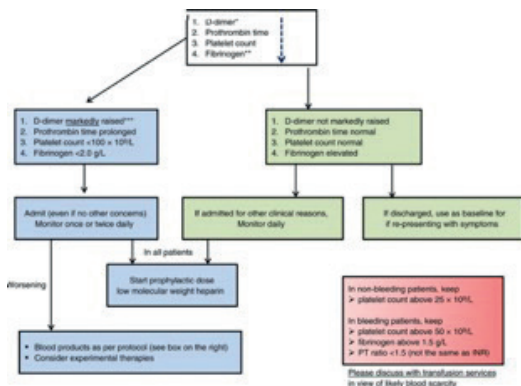 1. D-dimer*
2. Prothrombin time
3. Platelet count
4. Fibrinogen**
1. D-dimer markedly raised***
2. Prothrombin time prolonged
3. Platelet count <100 × 10⁹/L
4. Fibrinogen <2.0 g/L
1. D-dimer not markedly raised
2. Prothrombin time normal
3. Platelet count normal
4. Fibrinogen elevated
Admit (even if no other concerns)
Monitor once or twice daily
If admitted for other clinical reasons,
Monitor daily
If discharged, use as baseline for
if re-presenting with symptoms
In all patients
Worsening
Start prophylactic dose
low molecular weight heparin
• Blood products as per protocol (see box on the right)
• Consider experimental therapies
In non-bleeding patients, keep
➤ platelet count above 25 × 10⁹/L
In bleeding patients, keep
➤ platelet count above 50 × 10⁹/L
➤ fibrinogen above 1.5 g/L
➤ PT ratio <1.5 (not the same as INR)
Please discuss with transfusion services
in view of likely blood scarcity